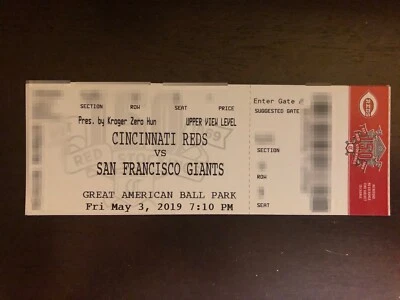 SECTION ROW SEAT PRICE
Pres. by Kroger Zero Hun UPPER VIEW LEVEL
CINCINNATI REDS
VS
SAN FRANCISCO GIANTS
GREAT AMERICAN BALL PARK
Fri May 3, 2019 7:10 PM
Enter Gate
SUGGESTED GATE
SECTION
ROW
SEAT
REDS